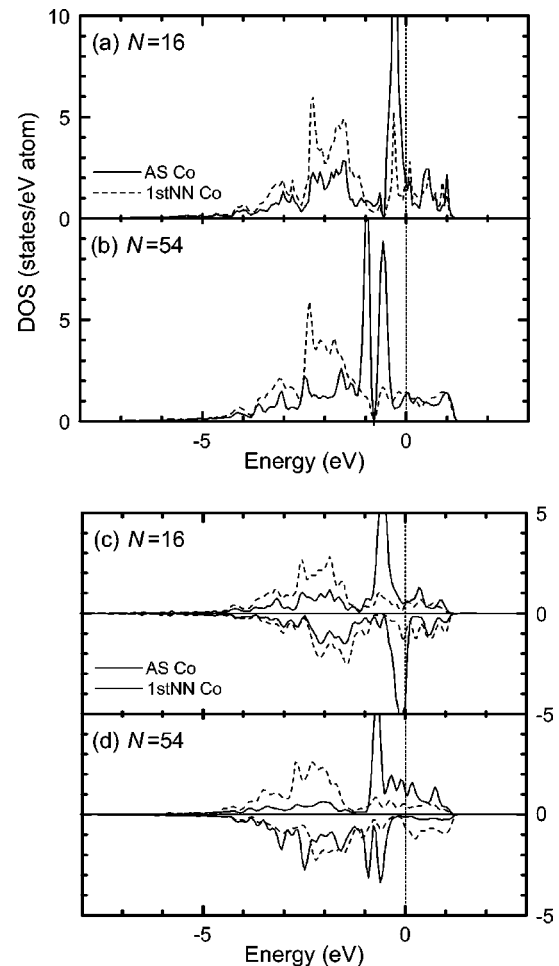 10
(a) N=16
5
AS Co
1stNN Co
0
(b) N=54
5
0
DOS (states/eV atom)
-5
0
Energy (eV)
5
(c) N=16
0
AS Co
1stNN Co
-5
(d) N=54
0
-5
-5
0
Energy (eV)